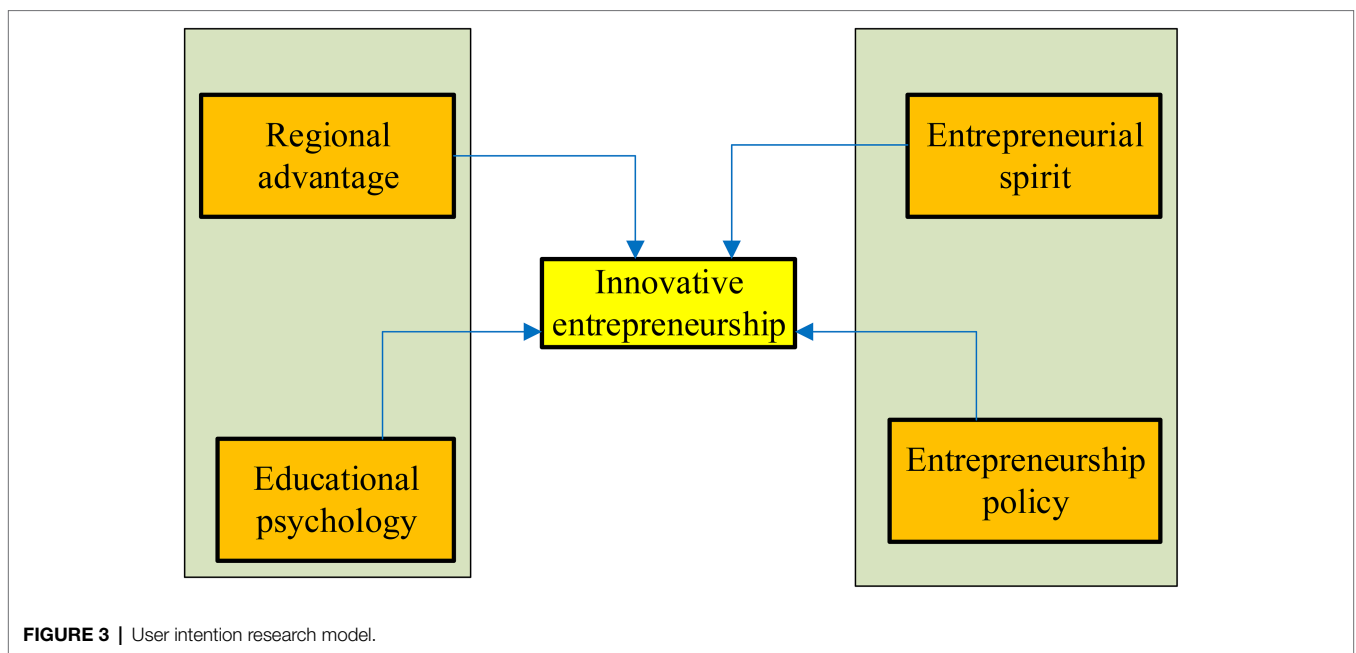 Regional
advantage
Entrepreneurial
spirit
Innovative
entrepreneurship
Educational
psychology
Entrepreneurship
policy
FIGURE 3 | User intention research model.